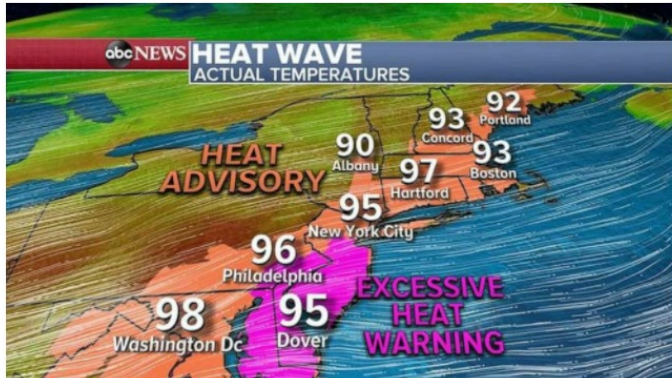 abc NEWS
HEAT WAVE
ACTUAL TEMPERATURES
92
Portland
93
Concord
90
Albany
93
Boston
HEAT
ADVISORY
97
Hartford
95
New York City
96
Philadelphia
EXCESSIVE
HEAT
WARNING
98
Washington Dc
95
Dover